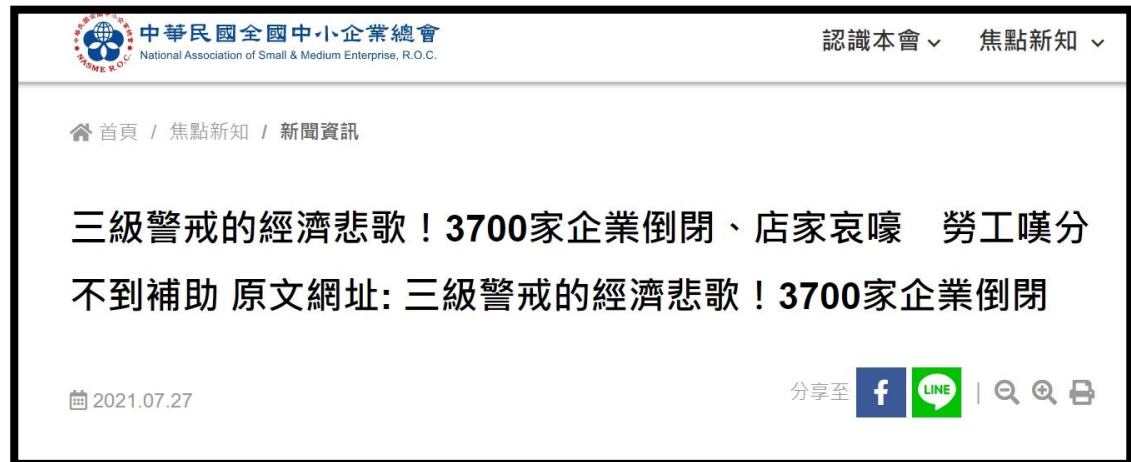 中華民國全國中小企業總會
National Association of Small & Medium Enterprise, R.O.C.
NASME R.O.C.
認識本會 焦點新知
首頁 / 焦點新知 / 新聞資訊
三級警戒的經濟悲歌！3700家企業倒閉、店家哀嚎　勞工嘆分
不到補助 原文網址: 三級警戒的經濟悲歌！3700家企業倒閉
2021.07.27
分享至 f LINE |